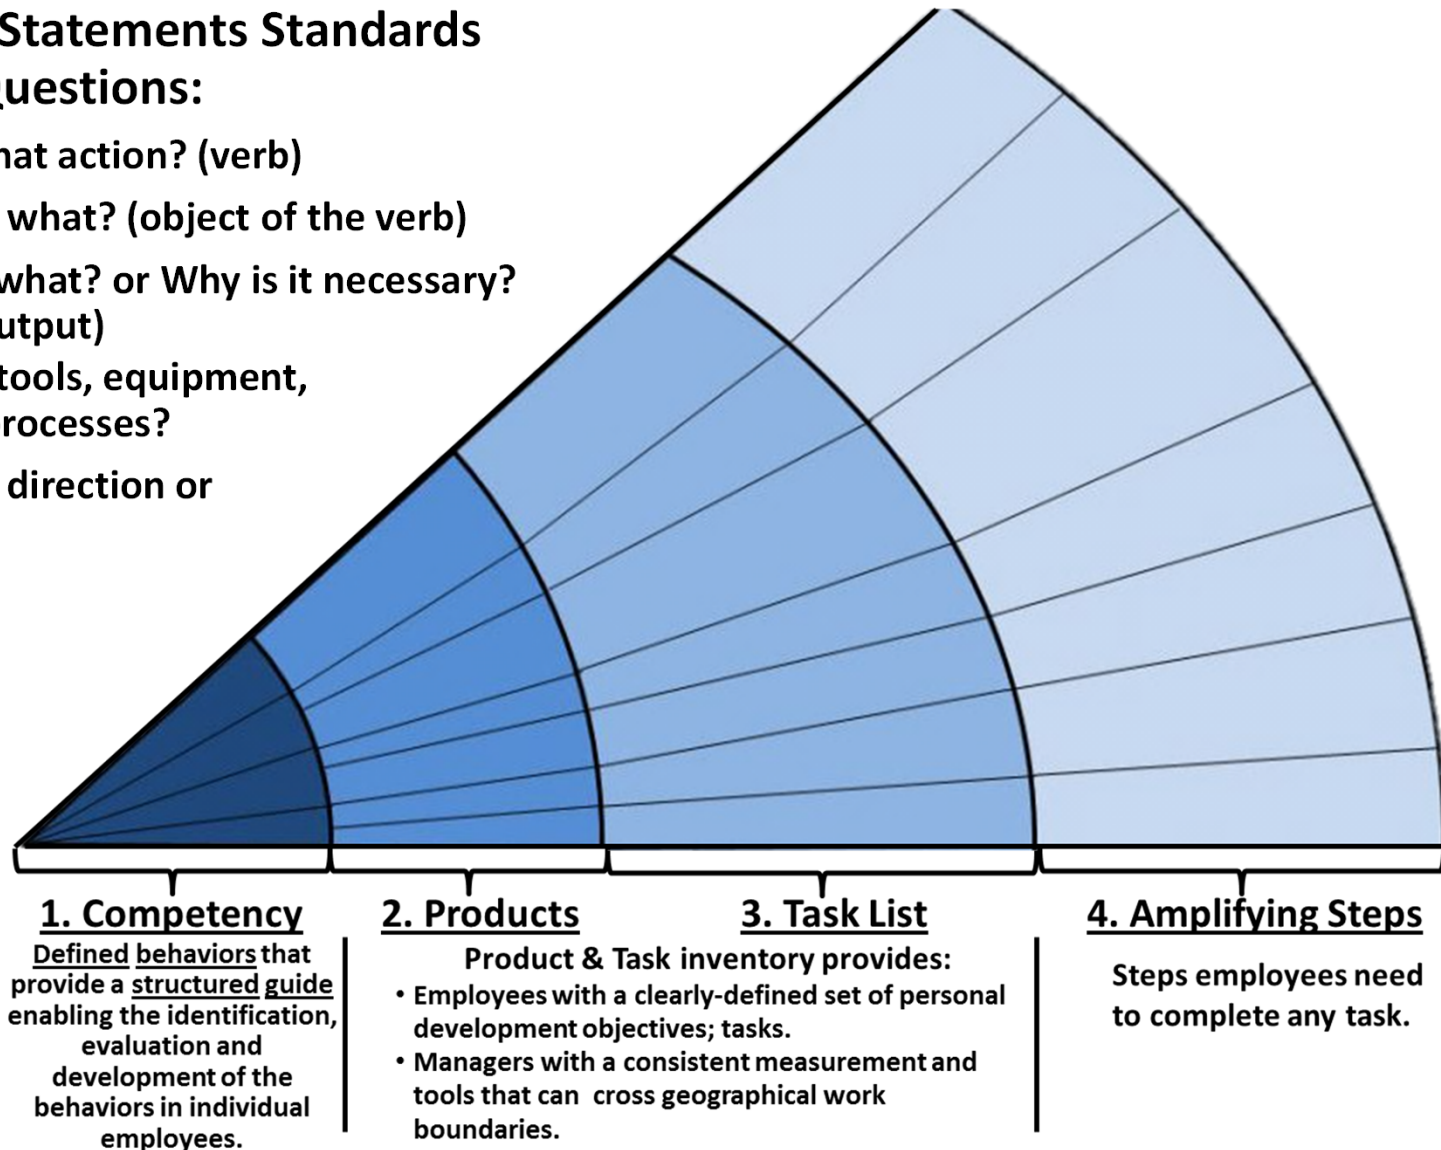 Statements Standards
uestions:
hat action? (verb)
what? (object of the verb)
what? or Why is it necessary?
utput)
tools, equipment,
rocesses?
direction or
1. Competency
Defined behaviors that
provide a structured guide
enabling the identification,
evaluation and
development of the
behaviors in individual
employees.
2. Products
3. Task List
Product & Task inventory provides:
• Employees with a clearly-defined set of personal
development objectives; tasks.
• Managers with a consistent measurement and
tools that can cross geographical work
boundaries.
4. Amplifying Steps
Steps employees need
to complete any task.